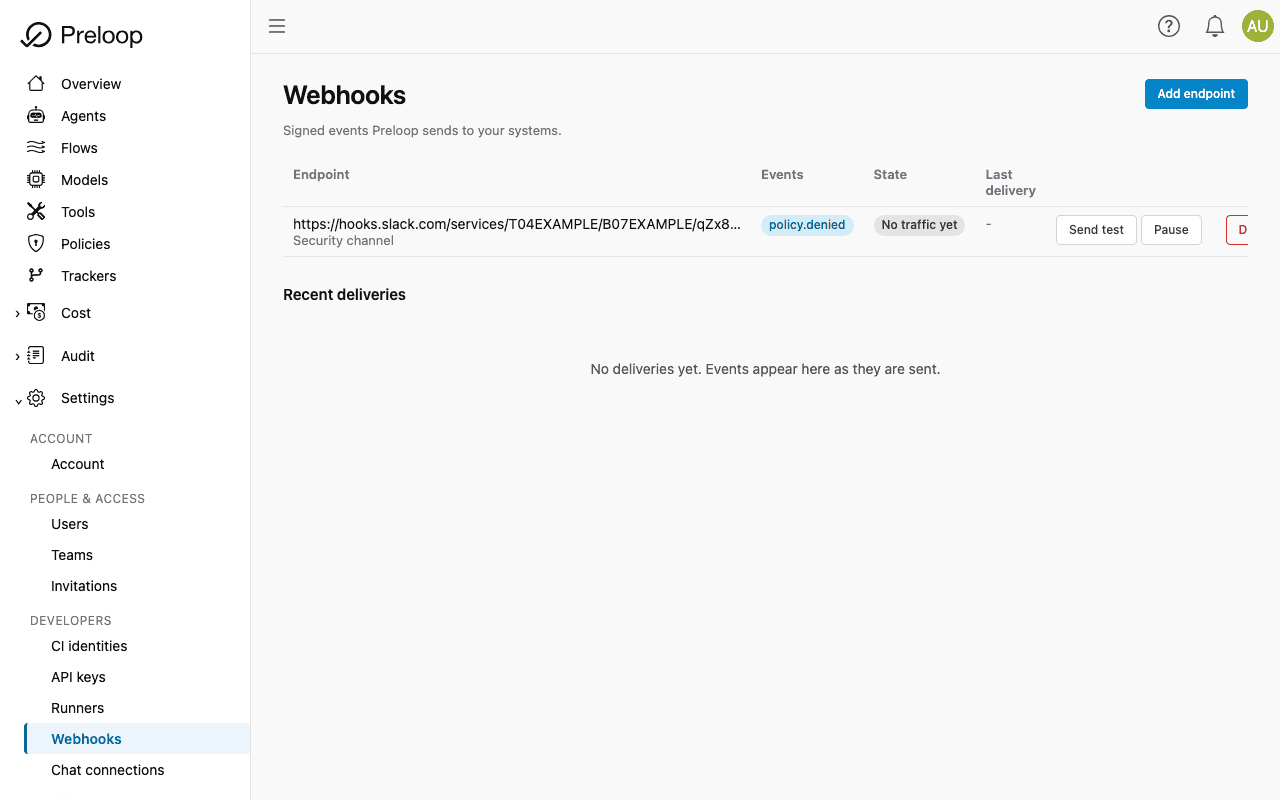 Preloop
AU
Overview
Agents
Flows
Models
Tools
Policies
Trackers
Cost
Audit
Settings
ACCOUNT
Account
PEOPLE & ACCESS
Users
Teams
Invitations
DEVELOPERS
CI identities
API keys
Runners
Webhooks
Chat connections
Webhooks
Add endpoint
Signed events Preloop sends to your systems.
Endpoint Events State Last delivery
https://hooks.slack.com/services/T04EXAMPLE/B07EXAMPLE/qZx8... policy.denied No traffic yet - Send test Pause D
Security channel
Recent deliveries
No deliveries yet. Events appear here as they are sent.